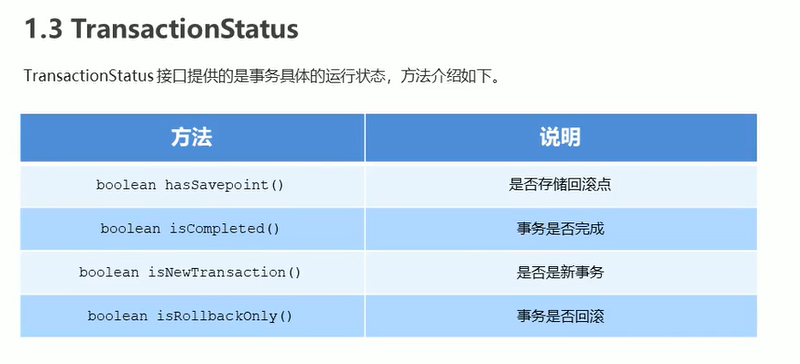 1.3 TransactionStatus
TransactionStatus 接口提供的是事务具体的运行状态，方法介绍如下。
方法 说明
boolean hasSavepoint() 是否存储回滚点
boolean isCompleted() 事务是否完成
boolean isNewTransaction() 是否是新事务
boolean isRollbackOnly() 事务是否回滚